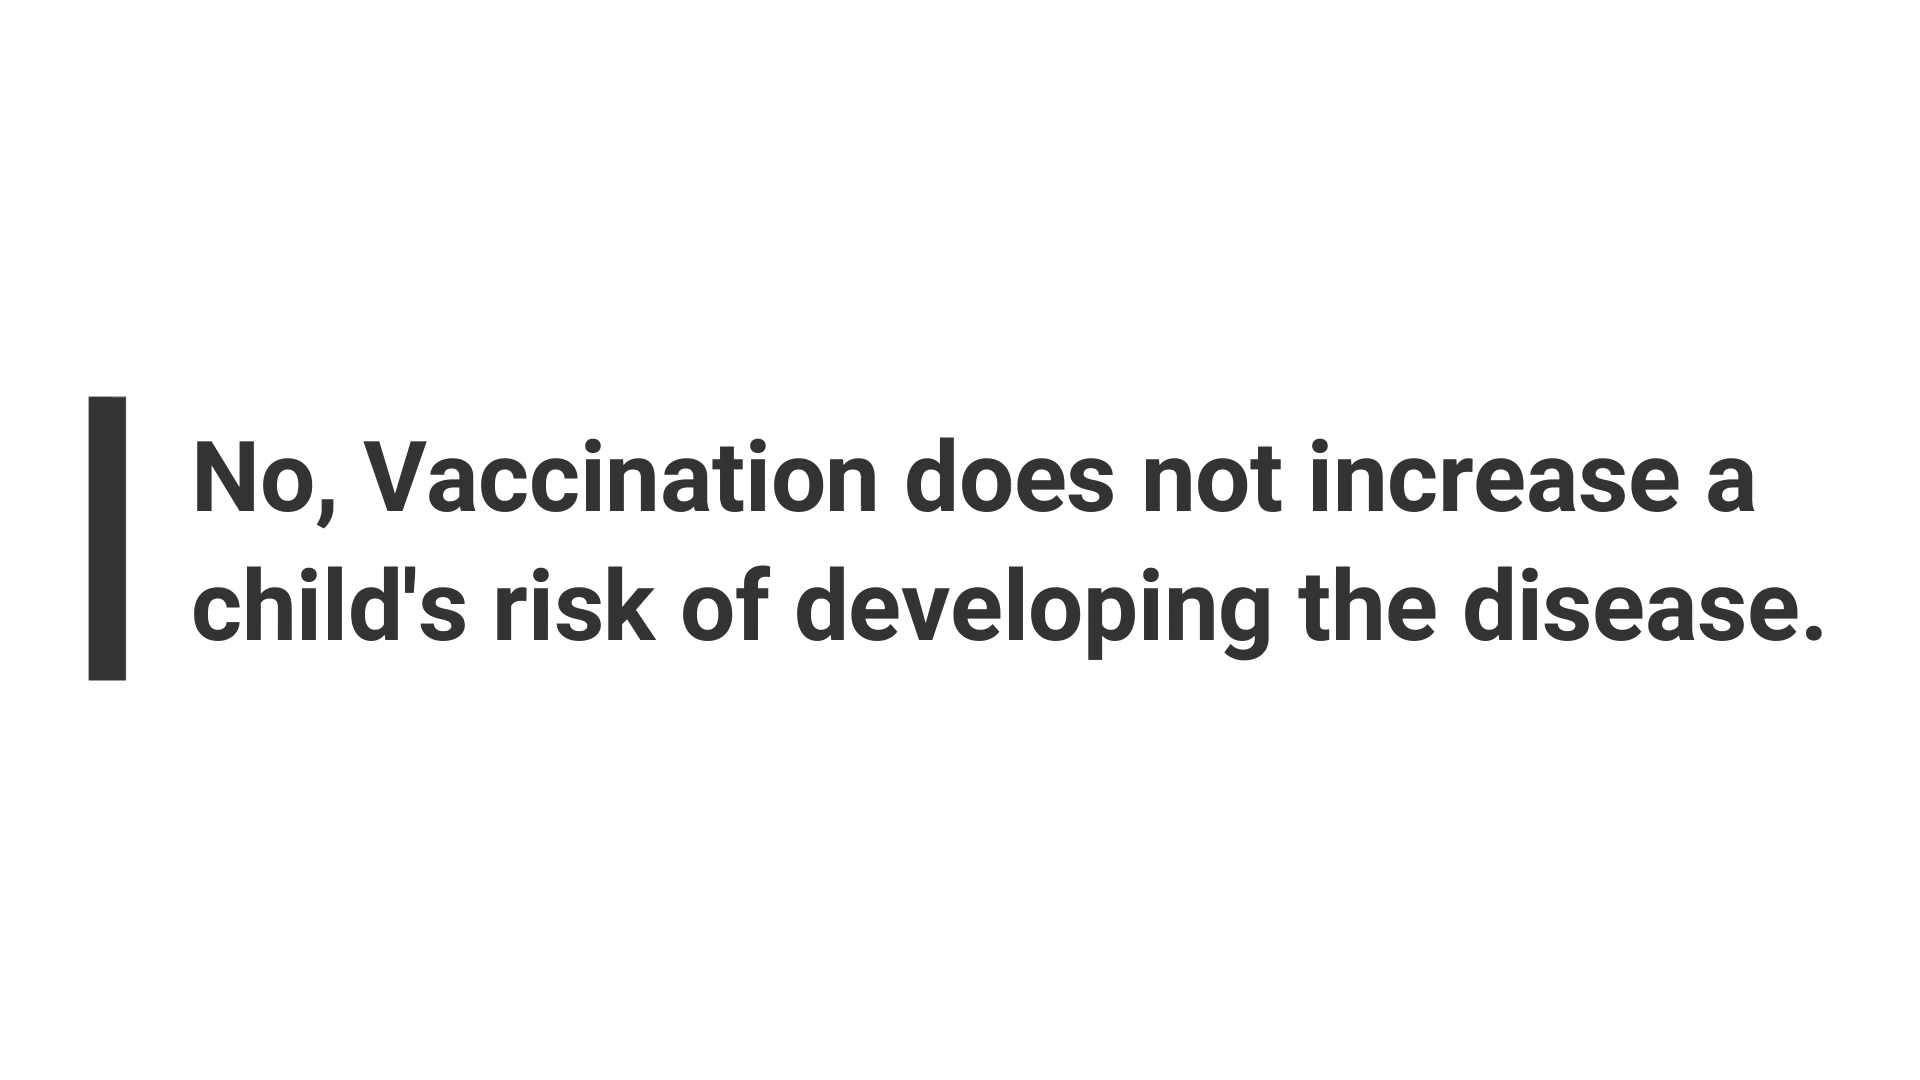 No, Vaccination does not increase a
child's risk of developing the disease.